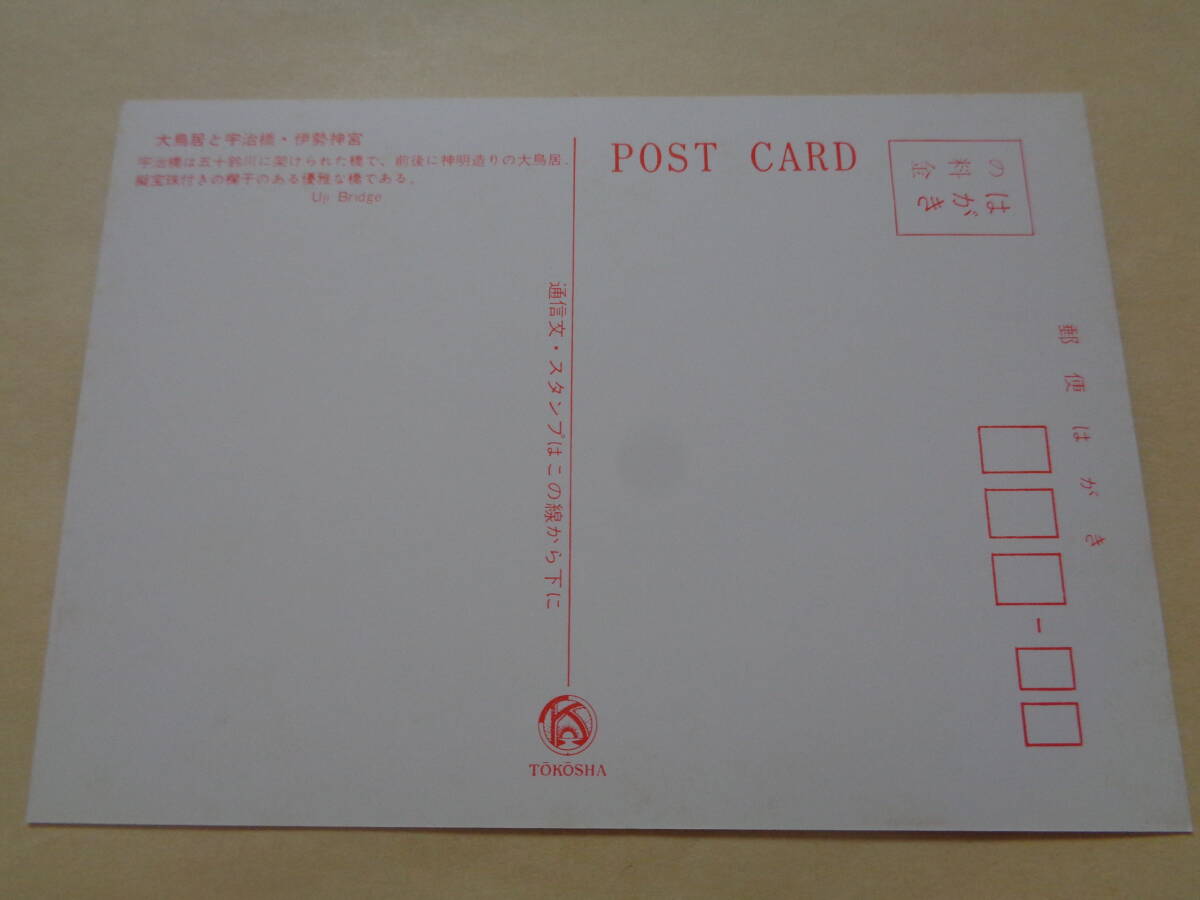 大鳥居と宇治橋・伊勢神宮
宇治橋は五十鈴川に架けられた橋で、前後に神明造りの大鳥居、
擬宝珠付きの欄干のある優雅な橋である。
Uji Bridge
通信文・スタンプはこの線から下に
TŌKŌSHA
POST CARD
はがき
の料金
郵便はがき